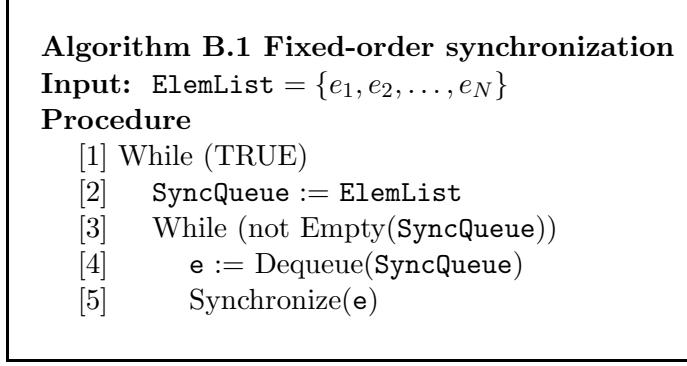 Algorithm B.1 Fixed-order synchronization
Input: ElemList = {e₁, e₂, . . . , e_N}
Procedure
[1] While (TRUE)
[2] SyncQueue := ElemList
[3] While (not Empty(SyncQueue))
[4] e := Dequeue(SyncQueue)
[5] Synchronize(e)